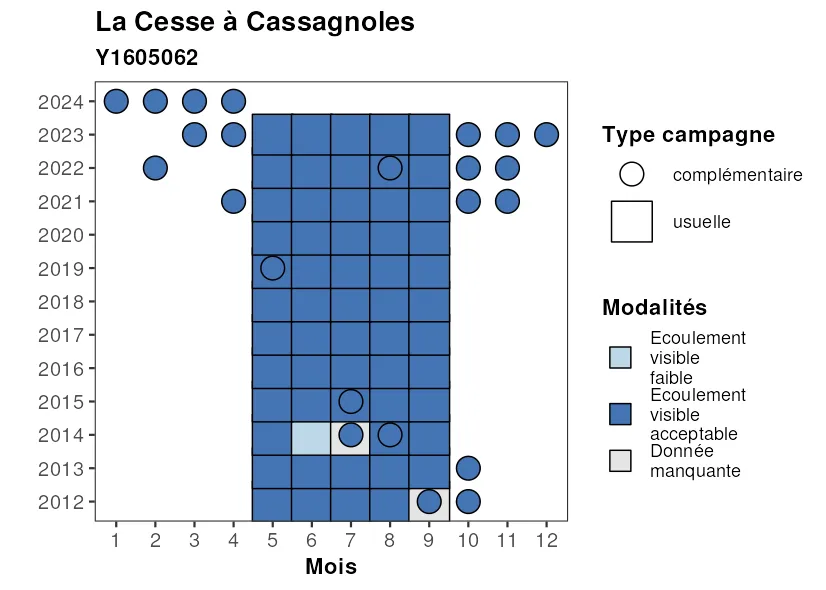 La Cesse à Cassagnoles
Y1605062
2024
2023
2022
2021
2020
2019
2018
2017
2016
2015
2014
2013
2012
1 2 3 4 5 6 7 8 9 10 11 12
Mois
Type campagne
complémentaire
usuelle
Modalités
Ecoulement
visible
faible
Ecoulement
visible
acceptable
Donnée
manquante